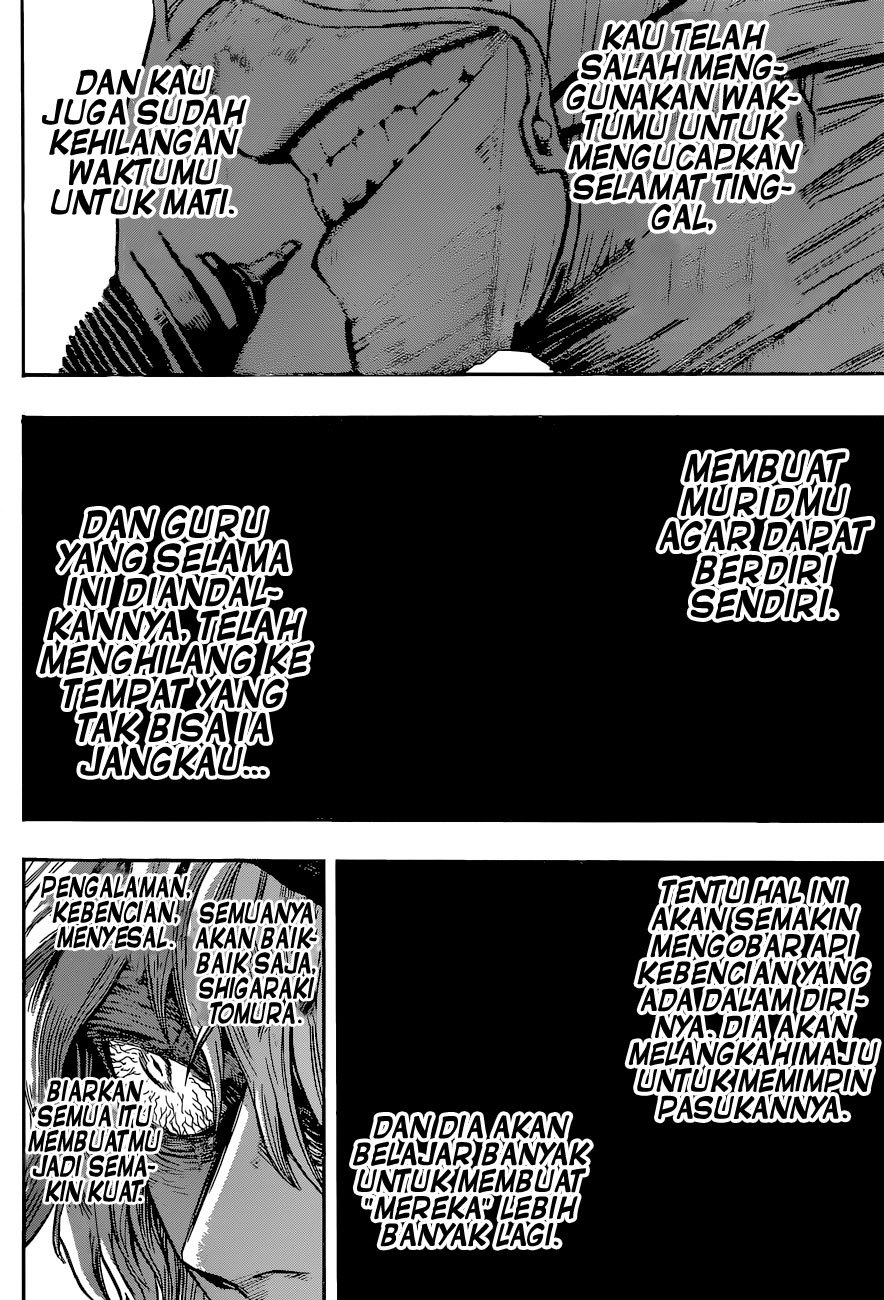 KAU TELAH
SALAH MENG-
GUNAKAN WAK-
TUMU UNTUK
MENGUCAPKAN
SELAMAT TING-
GAL,
DAN KAU
JUGA SUDAH
KEHILANGAN
WAKTUMU
UNTUK MATI.
MEMBUAT
MURIDMU
AGAR DAPAT
BERDIRI
SENDIRI.
DAN GURU
YANG SELAMA
INI DIANDAL-
KANNYA, TELAH
MENGHILANG KE
TEMPAT YANG
TAK BISA IA
JANGKAU...
TENTU HAL INI
AKAN SEMAKIN
MENGOBAR API
KEBENCIAN YANG
ADA DALAM DIRI-
NYA. DIA AKAN
MELANGKAH MAJU
UNTUK MEMIMPIN
PASUKANNYA.
DAN DIA AKAN
BELAJAR BANYAK
UNTUK MEMBUAT
"MEREKA" LEBIH
BANYAK LAGI.
SEMUANYA
AKAN BAIK-
BAIK SAJA,
SHIGARAKI
TOMURA.
PENGALAMAN.
KEBENCIAN.
MENYESAL.
BIARKAN
SEMUA ITU
MEMBUATMU
JADI SEMA-
KIN KUAT.